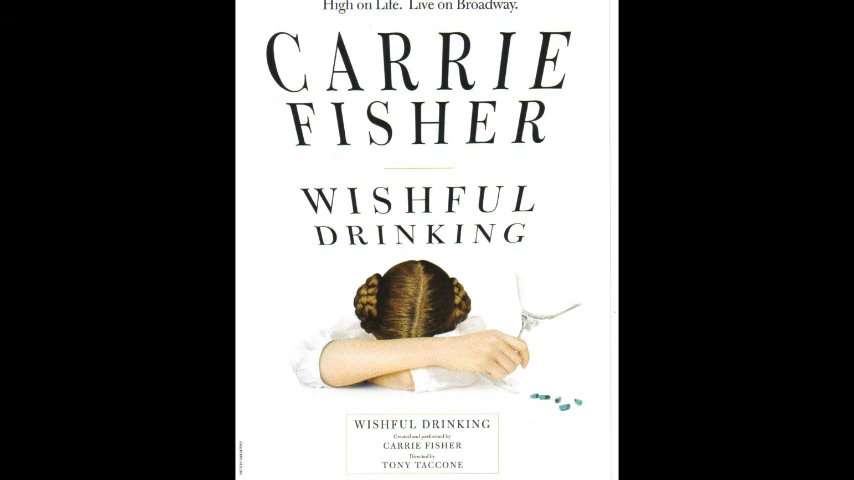 High on Life. Live on Broadway.
CARRIE
FISHER
WISHFUL
DRINKING
WISHFUL DRINKING
Created and performed by
CARRIE FISHER
Directed by
TONY TACCONE